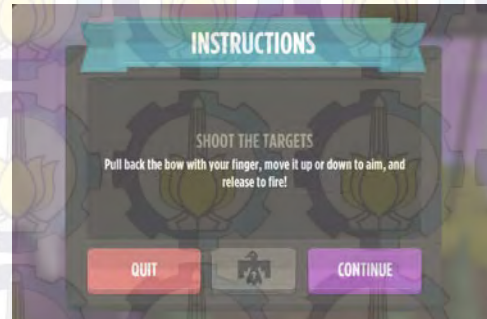 INSTRUCTIONS
SHOOT THE TARGETS
Pull back the bow with your finger, move it up or down to aim, and
release to fire!
QUIT
CONTINUE